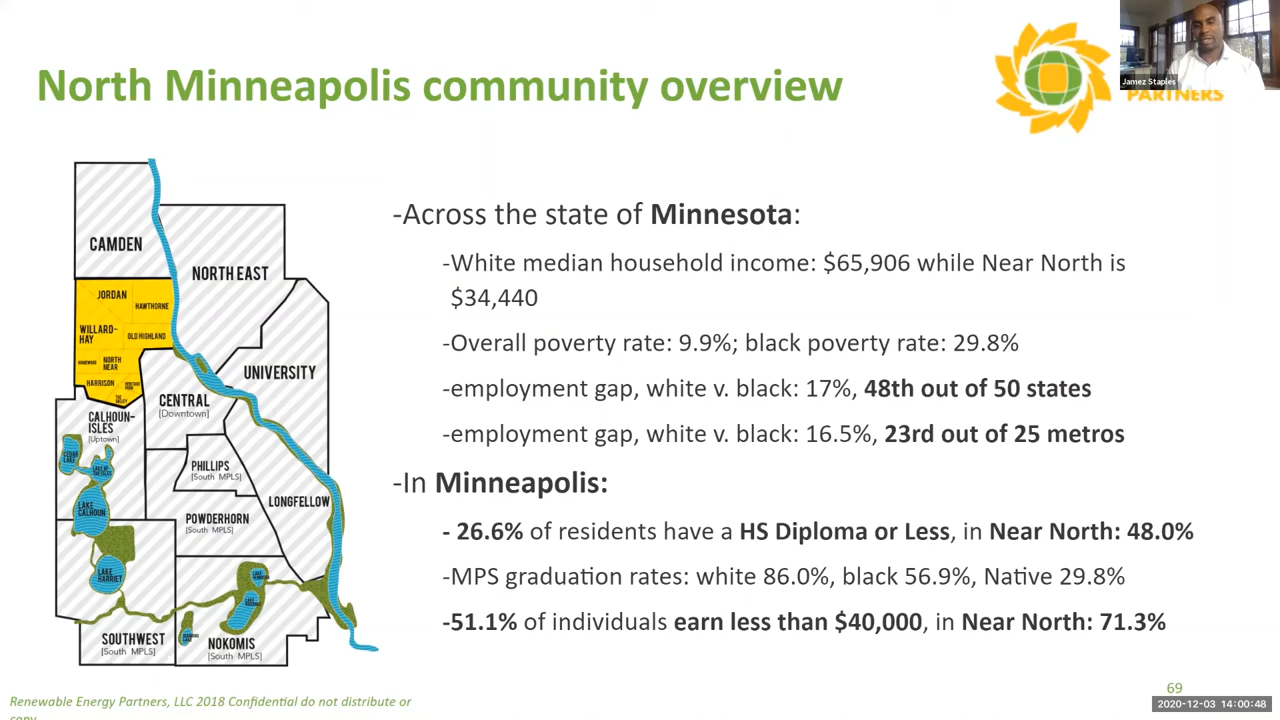 North Minneapolis community overview
Jamez Staples
PARTNERS
-Across the state of Minnesota:
-White median household income: $65,906 while Near North is
$34,440
-Overall poverty rate: 9.9%; black poverty rate: 29.8%
-employment gap, white v. black: 17%, 48th out of 50 states
-employment gap, white v. black: 16.5%, 23rd out of 25 metros
-In Minneapolis:
- 26.6% of residents have a HS Diploma or Less, in Near North: 48.0%
-MPS graduation rates: white 86.0%, black 56.9%, Native 29.8%
-51.1% of individuals earn less than $40,000, in Near North: 71.3%
CAMDEN
NORTH EAST
JORDAN
HAWTHORNE
WILLARD-
HAY
OLD HIGHLAND
NORTH
NEAR
HARRISON
UNIVERSITY
CENTRAL
[Downtown]
CALHOUN-
ISLES
[Uptown]
CEDAR
LAKE
PHILLIPS
[South MPLS]
LONGFELLOW
LAKE
CALHOUN
POWDERHORN
[South MPLS]
LAKE
HARRIET
SOUTHWEST
[South MPLS]
NOKOMIS
[South MPLS]
Renewable Energy Partners, LLC 2018 Confidential do not distribute or
copy
69
2020-12-03 14:00:48